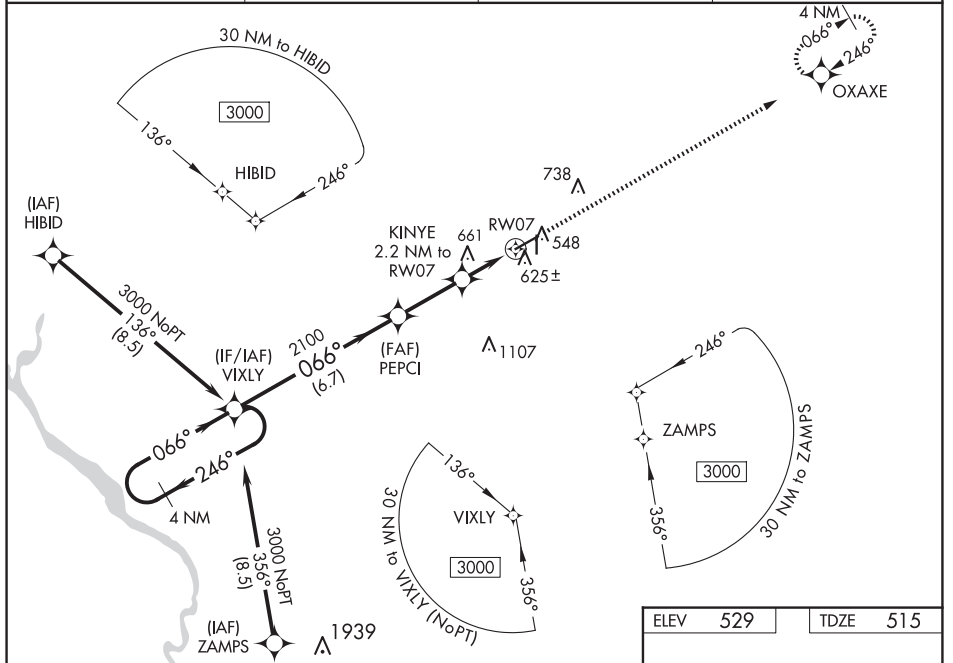 4 NM
066°
246°
OXAXE
30 NM to HIBID
3000
136°
HIBID
246°
738
(IAF)
HIBID
KINYE
2.2 NM to
RW07
661
RW07
548
625±
3000 NoPT
136°
(8.5)
(IF/IAF)
VIXLY
2100
066°
(6.7)
(FAF)
PEPCI
1107
246°
066°
246°
4 NM
ZAMPS
3000
30 NM to ZAMPS
356°
136°
VIXLY
3000
30 NM to VIXLY (NoPT)
356°
3000 NoPT
356°
(8.5)
(IAF)
ZAMPS
1939
ELEV 529
TDZE 515